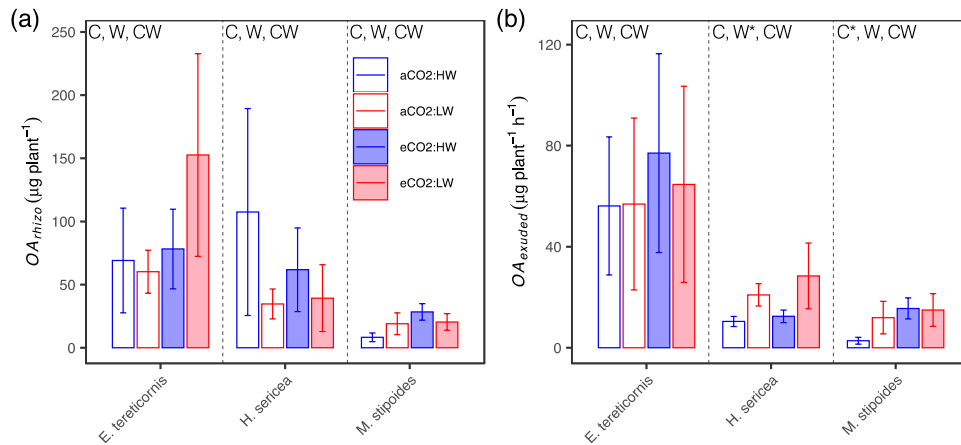 (a)
C, W, CW
C, W, CW
C, W, CW
250
200
150
100
50
0
OArhizo (µg plant⁻¹)
aCO2:HW
aCO2:LW
eCO2:HW
eCO2:LW
E. tereticornis
H. sericea
M. stipoides
(b)
C, W, CW
C, W*, CW
C*, W, CW
120
80
40
0
OAexuded (µg plant⁻¹ h⁻¹)
E. tereticornis
H. sericea
M. stipoides